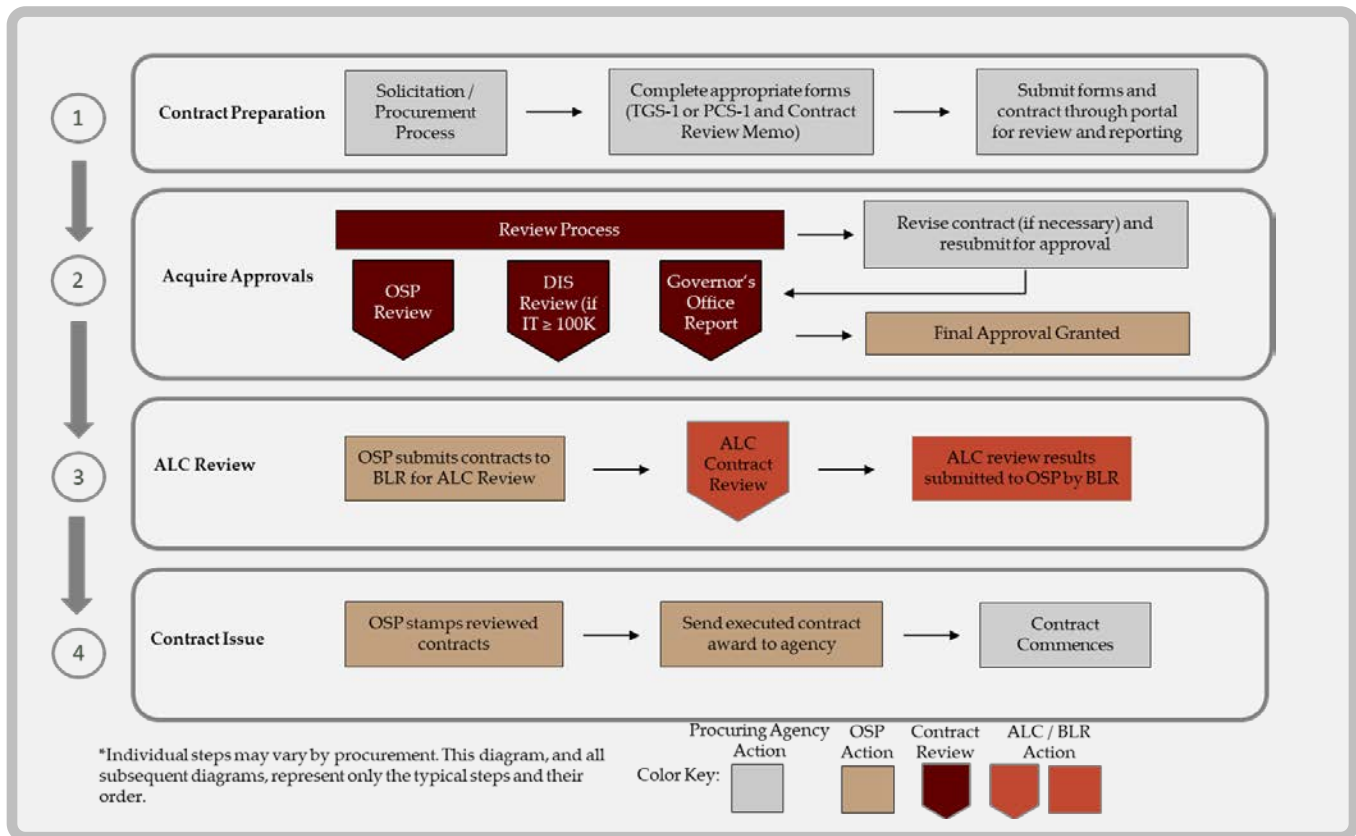 1
Contract Preparation
Solicitation /
Procurement
Process
Complete appropriate forms
(TGS-1 or PCS-1 and Contract
Review Memo)
Submit forms and
contract through portal
for review and reporting
2
Acquire Approvals
Review Process
Revise contract (if necessary) and
resubmit for approval
OSP
Review
DIS
Review (if
IT ≥ 100K
Governor's
Office
Report
Final Approval Granted
3
ALC Review
OSP submits contracts to
BLR for ALC Review
ALC
Contract
Review
ALC review results
submitted to OSP by BLR
4
Contract Issue
OSP stamps reviewed
contracts
Send executed contract
award to agency
Contract
Commences
*Individual steps may vary by procurement. This diagram, and all
subsequent diagrams, represent only the typical steps and their
order.
Color Key:
Procuring Agency
Action
OSP
Action
Contract
Review
ALC / BLR
Action